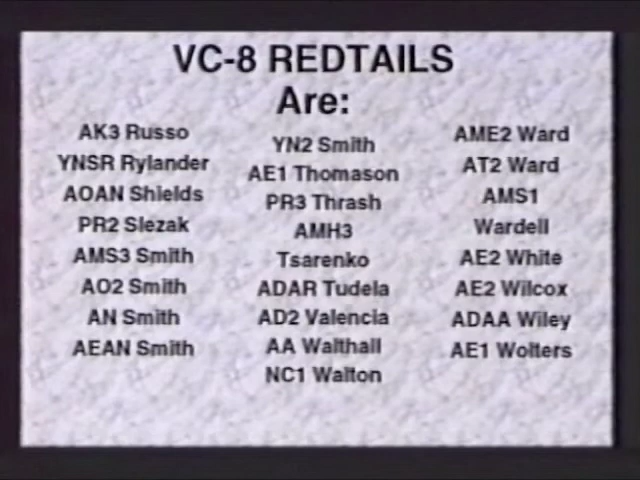 VC-8 REDTAILS
Are:
AK3 Russo
YNSR Rylander
AOAN Shields
PR2 Slezak
AMS3 Smith
AO2 Smith
AN Smith
AEAN Smith
YN2 Smith
AE1 Thomason
PR3 Thrash
AMH3
Tsarenko
ADAR Tudela
AD2 Valencia
AA Walthall
NC1 Walton
AME2 Ward
AT2 Ward
AMS1
Wardell
AE2 White
AE2 Wilcox
ADAA Wiley
AE1 Wolters